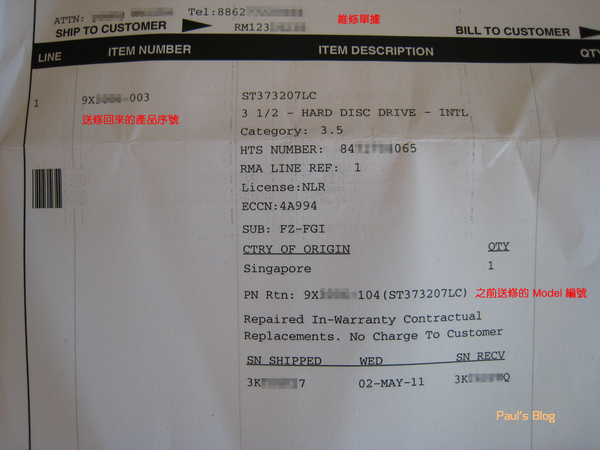 ATTN: Tel:8862
SHIP TO CUSTOMER RM123 維修單據 BILL TO CUSTOMER
LINE ITEM NUMBER ITEM DESCRIPTION QTY
1 9X -003 ST373207LC
送修回來的產品序號 3 1/2 - HARD DISC DRIVE - INTL
Category: 3.5
HTS NUMBER: 84 065
RMA LINE REF: 1
License:NLR
ECCN:4A994
SUB: FZ-FGI
CTRY OF ORIGIN QTY
Singapore 1
PN Rtn: 9X -104(ST373207LC) 之前送修的 Model 編號
Repaired In-Warranty Contractual
Replacements. No Charge To Customer
SN SHIPPED WED SN RECV
3K 7 02-MAY-11 3K Q
Paul's Blog